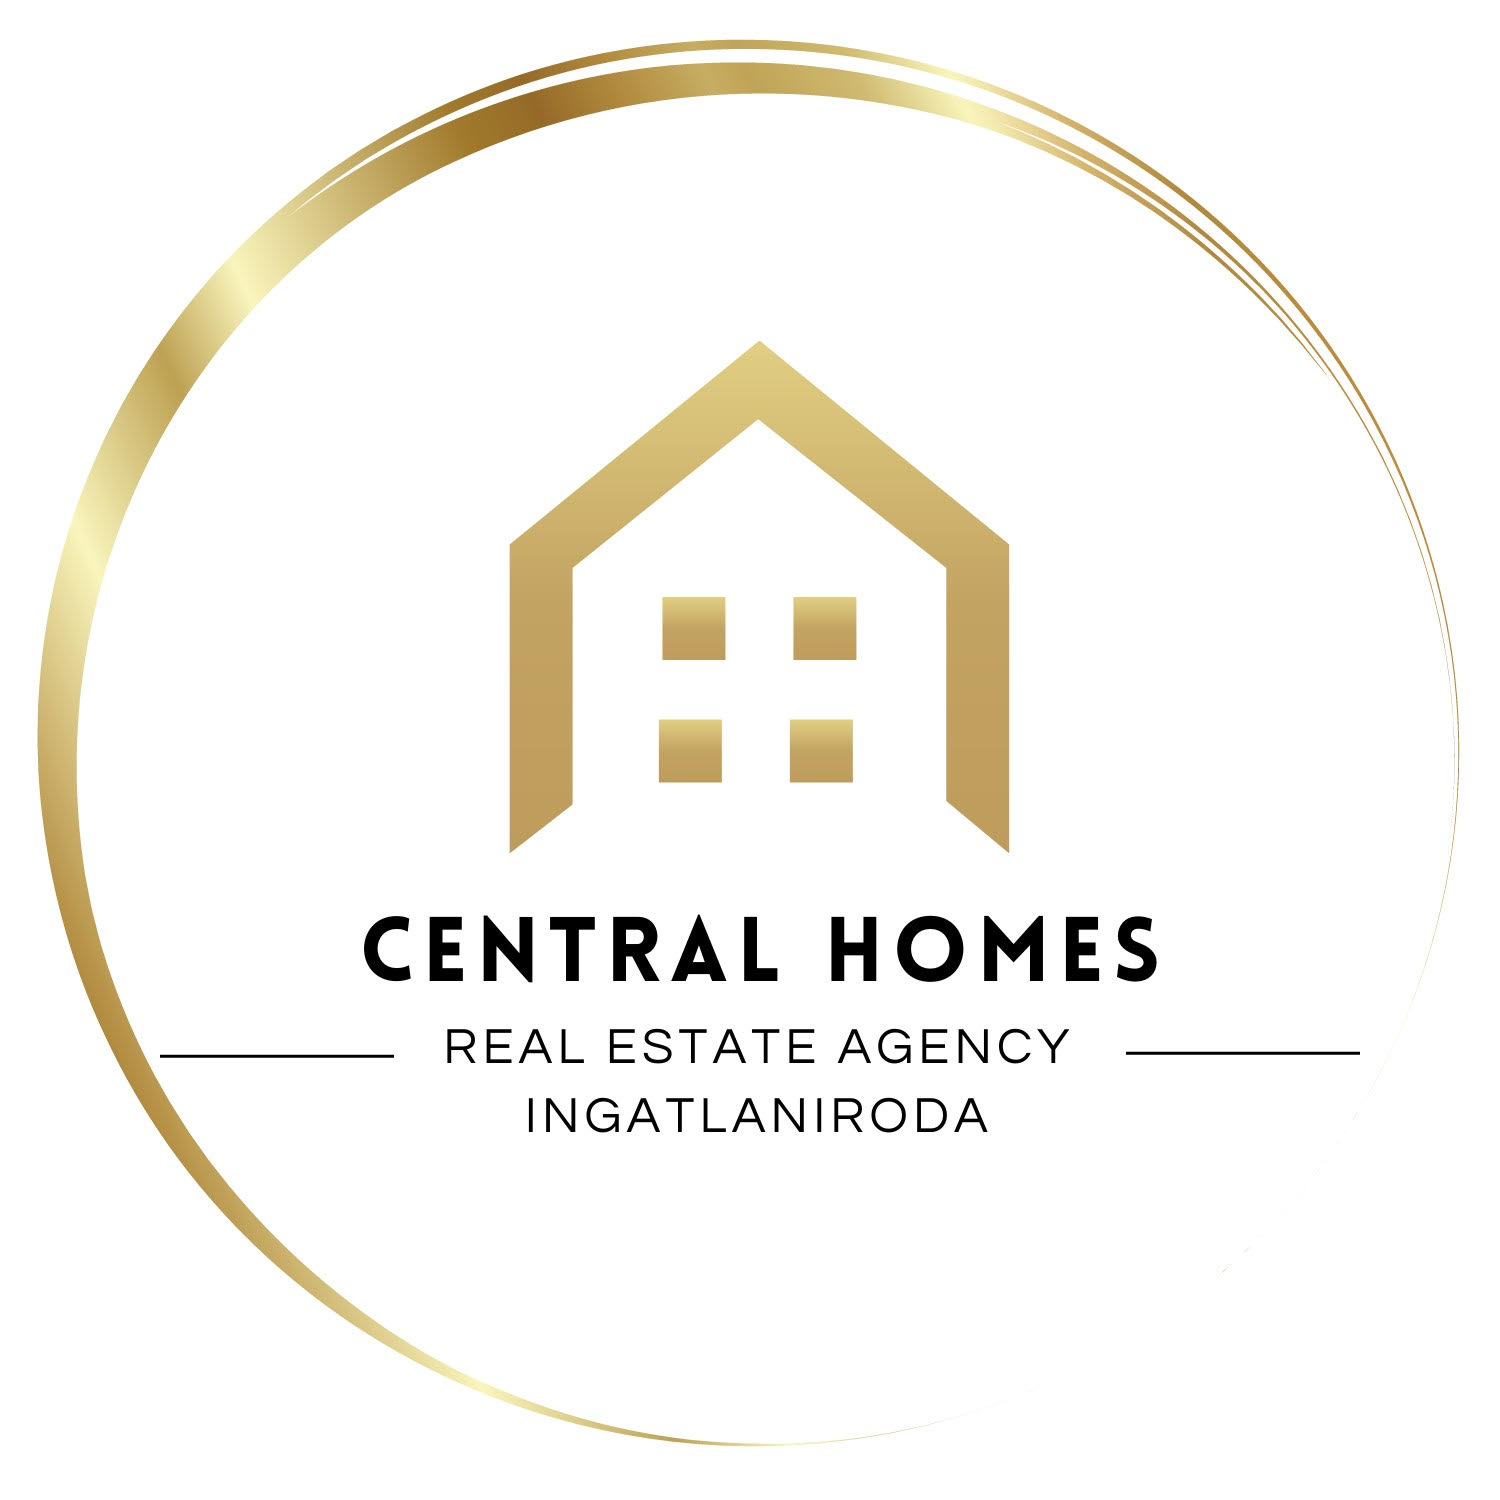 CENTRAL HOMES
REAL ESTATE AGENCY
INGATLANIRODA